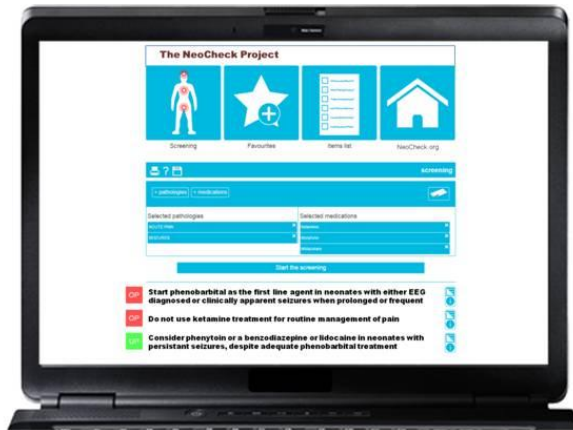 The NeoCheck Project
Screening
Favourites
Items list
NeoCheck org
? screening
+ pathologies + medications
Selected pathologies
Selected medications
ACUTE PAIN
SEIZURES
Start the screening
OP Start phenobarbital as the first line agent in neonates with either EEG
diagnosed or clinically apparent seizures when prolonged or frequent
OP Do not use ketamine treatment for routine management of pain
Consider phenytoin or a benzodiazepine or lidocaine in neonates with
persistant seizures, despite adequate phenobarbital treatment